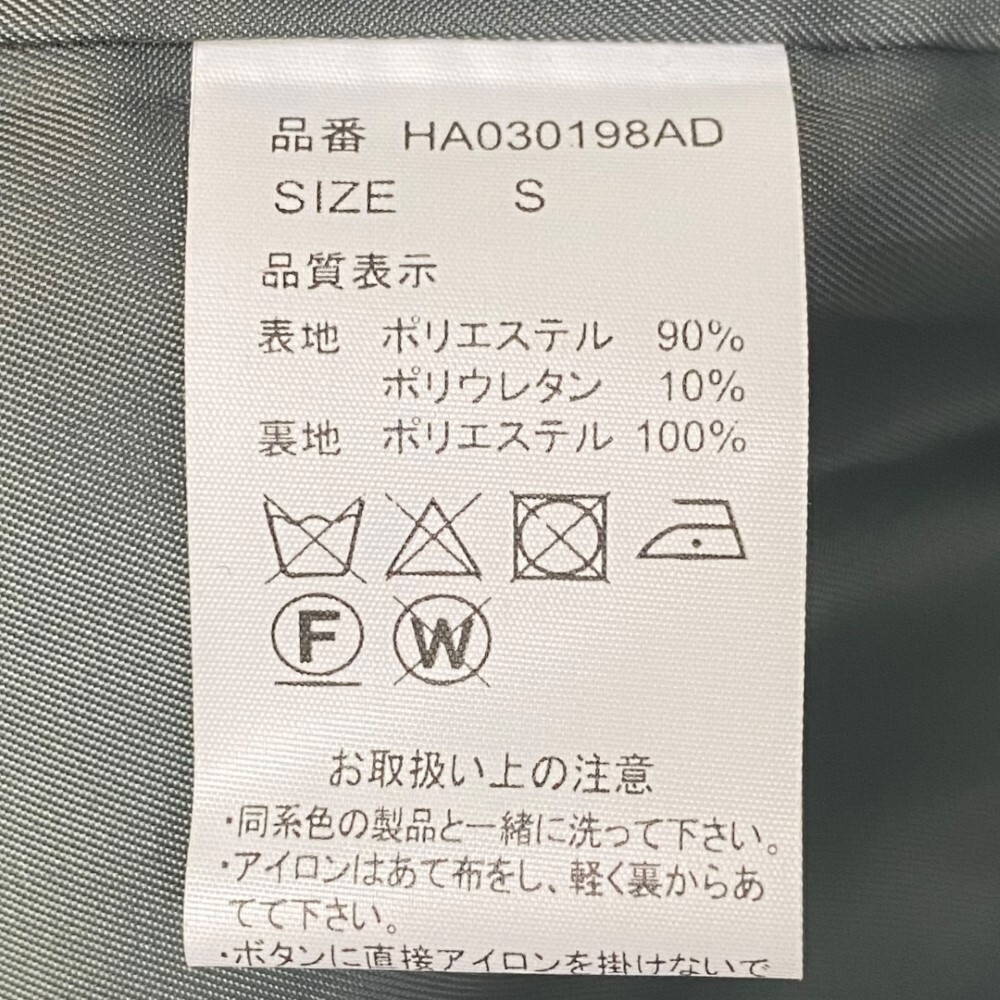 品番 HA030198AD
SIZE S
品質表示
表地 ポリエステル 90%
ポリウレタン 10%
裏地 ポリエステル 100%
F W
お取扱い上の注意
・同系色の製品と一緒に洗って下さい。
・アイロンはあて布をし、軽く裏からあ
てて下さい。
・ボタンに直接アイロンを掛けないで